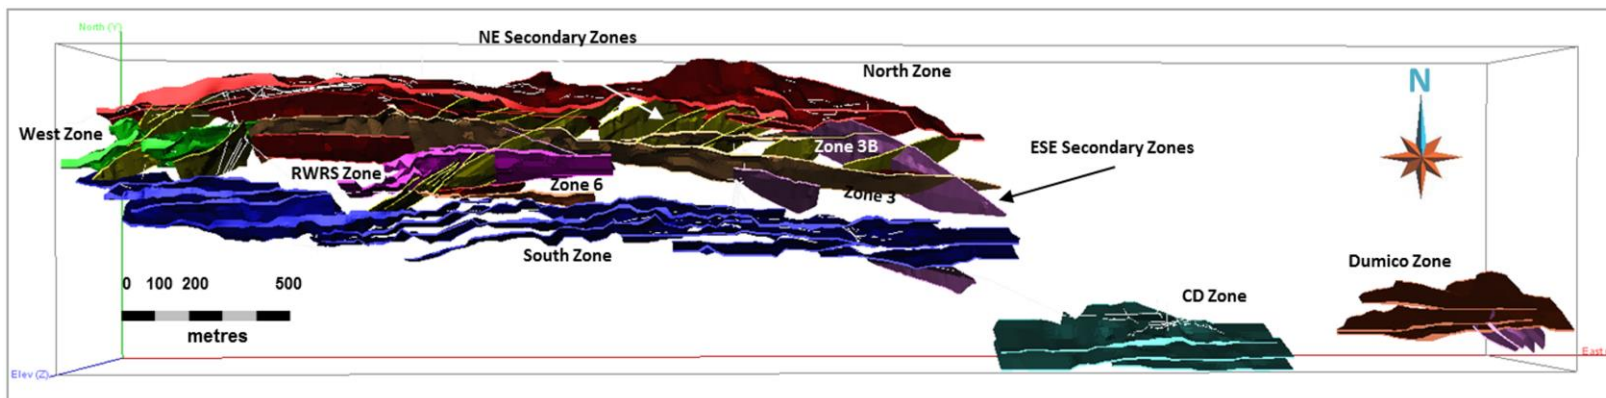 North (Y)
NE Secondary Zones
North Zone
N
West Zone
Zone 3B
ESE Secondary Zones
RWRS Zone
Zone 6
Zone 3
South Zone
Dumico Zone
0 100 200 500
CD Zone
metres
East
Elev (Z)